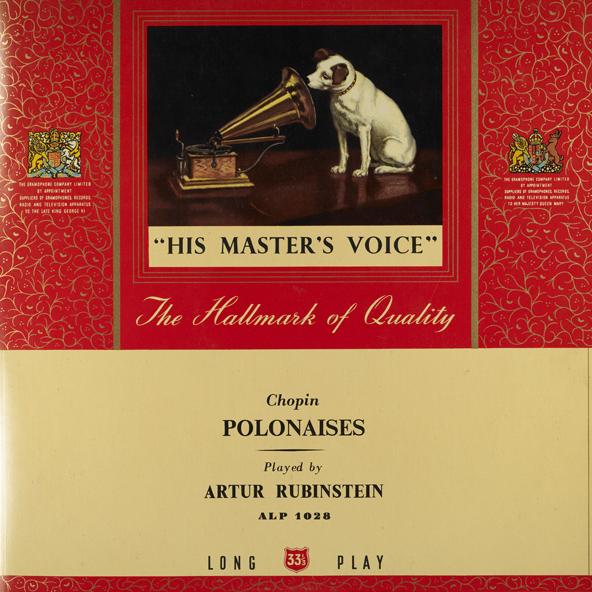 "HIS MASTER'S VOICE"
THE GRAMOPHONE COMPANY LIMITED
BY APPOINTMENT
SUPPLIERS OF GRAMOPHONES, RECORDS,
RADIO AND TELEVISION APPARATUS
TO THE LATE KING GEORGE VI
THE GRAMOPHONE COMPANY LIMITED
BY APPOINTMENT
SUPPLIERS OF GRAMOPHONES, RECORDS,
RADIO AND TELEVISION APPARATUS
TO HER MAJESTY QUEEN MARY
The Hallmark of Quality
Chopin
POLONAISES
Played by
ARTUR RUBINSTEIN
ALP 1028
LONG 33⅓ PLAY